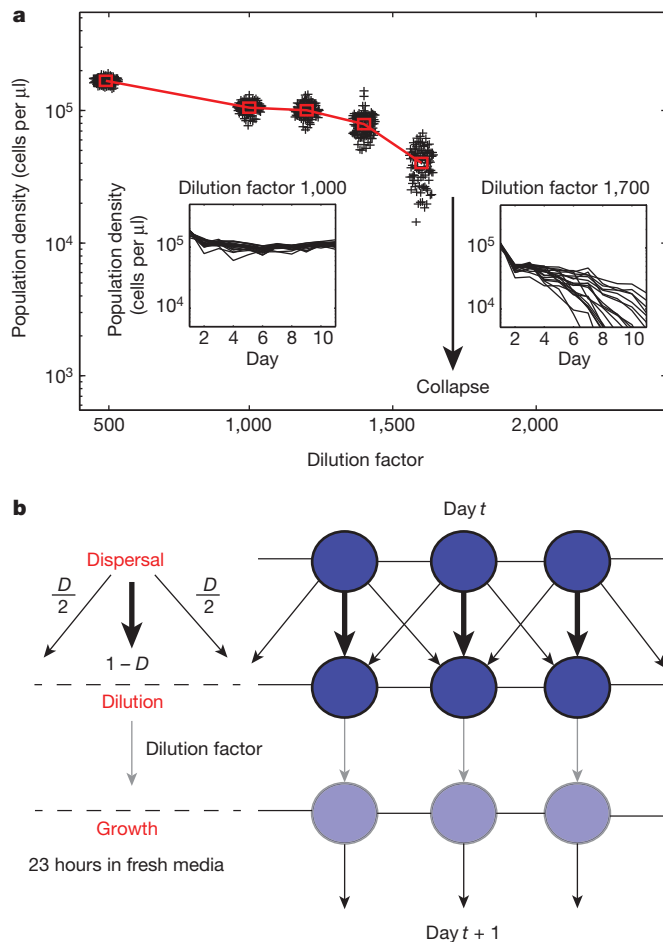 a
Population density (cells per μl)
10^5
10^4
10^3
500
1,000
1,500
2,000
Dilution factor
Dilution factor 1,000
Population density
(cells per μl)
10^5
10^4
2 4 6 8 10
Day
Dilution factor 1,700
10^5
10^4
2 4 6 8 10
Day
Collapse
b
Day t
Dispersal
D/2
D/2
1 – D
Dilution
Dilution factor
Growth
23 hours in fresh media
Day t + 1